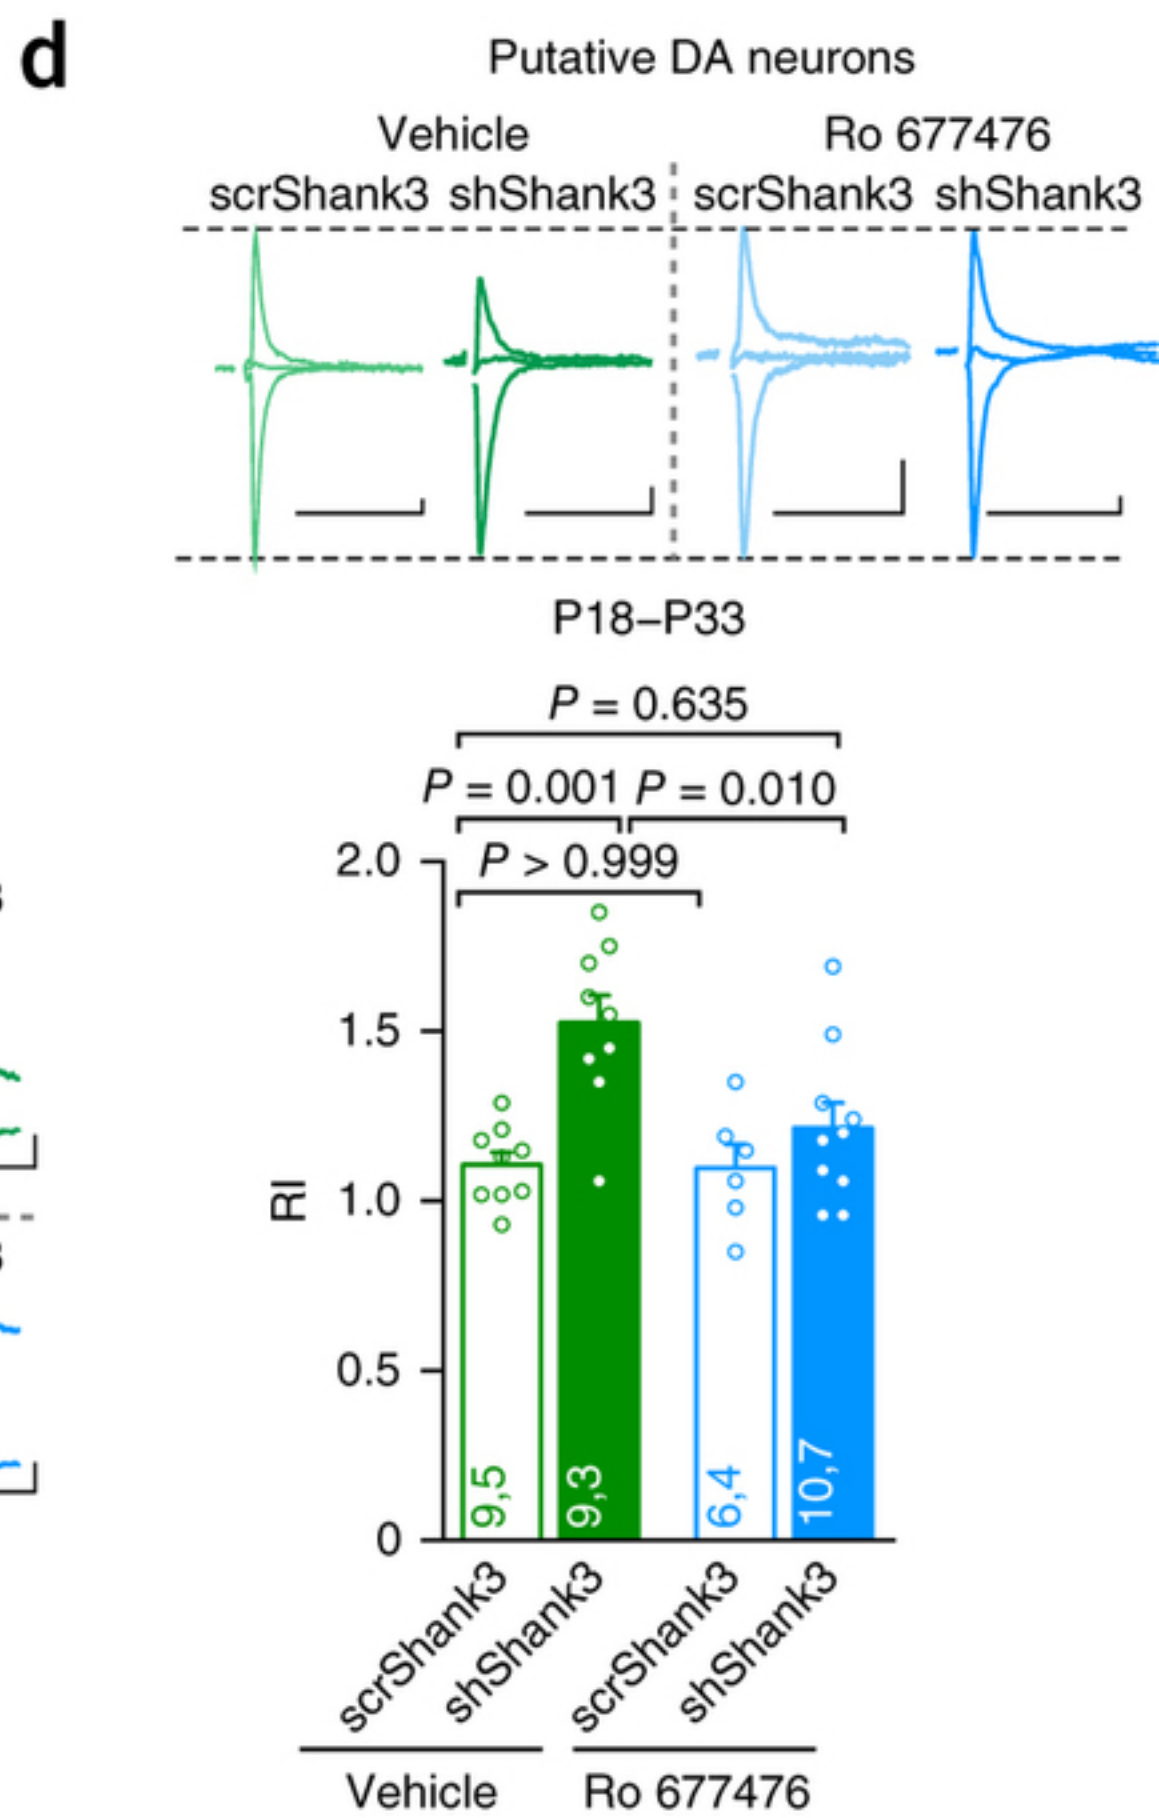 d
Putative DA neurons
Vehicle Ro 677476
scrShank3 shShank3 scrShank3 shShank3
P18–P33
P = 0.635
P = 0.001 P = 0.010
P > 0.999
2.0
1.5
1.0
0.5
0
RI
9,5
9,3
6,4
10,7
scrShank3
shShank3
scrShank3
shShank3
Vehicle Ro 677476